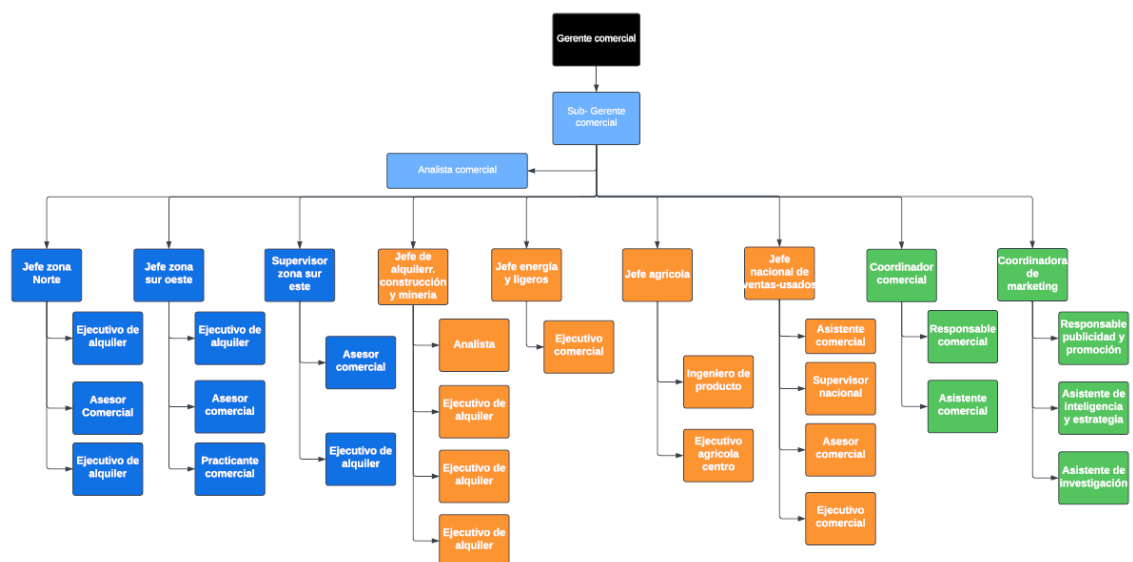 Gerente comercial
Sub- Gerente
comercial
Analista comercial
Jefe zona
Norte
Jefe zona
sur oeste
Supervisor
zona sur
este
Jefe de
alquilerr.
construcción
y mineria
Jefe energía
y ligeros
Jefe agricola
Jefe
nacional de
ventas-usados
Coordinador
comercial
Coordinadora
de
marketing
Ejecutivo de
alquiler
Asesor
Comercial
Ejecutivo de
alquiler
Ejecutivo de
alquiler
Asesor
comercial
Practicante
comercial
Asesor
comercial
Ejecutivo de
alquiler
Analista
Ejecutivo de
alquiler
Ejecutivo de
alquiler
Ejecutivo de
alquiler
Ejecutivo
comercial
Ingeniero de
producto
Ejecutivo
agricola
centro
Asistente
comercial
Supervisor
nacional
Asesor
comercial
Ejecutivo
comercial
Responsable
comercial
Asistente
comercial
Responsable
publicidad y
promoción
Asistente de
inteligencia
y estrategia
Asistente de
investigación